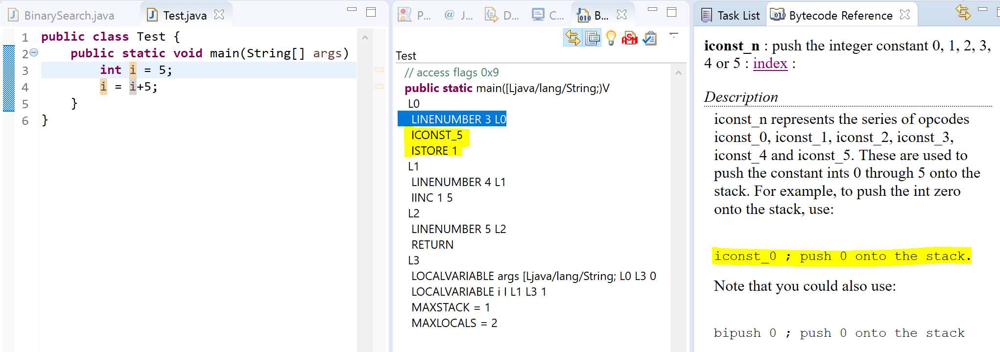 BinarySearch.java
Test.java
1 public class Test {
2 public static void main(String[] args)
3 int i = 5;
4 i = i+5;
5 }
6 }
P...
@ J...
D...
C...
010 B...
ASM
Test
// access flags 0x9
public static main([Ljava/lang/String;)V
L0
LINENUMBER 3 L0
ICONST_5
ISTORE 1
L1
LINENUMBER 4 L1
IINC 1 5
L2
LINENUMBER 5 L2
RETURN
L3
LOCALVARIABLE args [Ljava/lang/String; L0 L3 0
LOCALVARIABLE i I L1 L3 1
MAXSTACK = 1
MAXLOCALS = 2
Task List
Bytecode Reference
iconst_n : push the integer constant 0, 1, 2, 3,
4 or 5 : index :
Description
iconst_n represents the series of opcodes
iconst_0, iconst_1, iconst_2, iconst_3,
iconst_4 and iconst_5. These are used to
push the constant ints 0 through 5 onto the
stack. For example, to push the int zero
onto the stack, use:
iconst_0 ; push 0 onto the stack.
Note that you could also use:
bipush 0 ; push 0 onto the stack